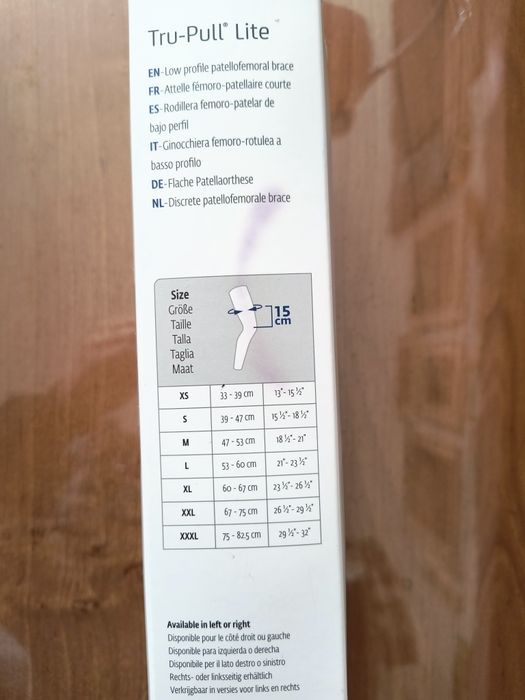 Tru-Pull® Lite
EN-Low profile patellofemoral brace
FR-Attelle fémoro-patellaire courte
ES-Rodillera femoro-patelar de
bajo perfil
IT-Ginocchiera femoro-rotulea a
basso profilo
DE-Flache Patellaorthese
NL-Discrete patellofemorale brace
Size
Größe
Taille
Talla
Taglia
Maat
15
cm
XS 33 - 39 cm 13"- 15 ½"
S 39 - 47 cm 15 ½"- 18 ½"
M 47 - 53 cm 18 ½"- 21"
L 53 - 60 cm 21"- 23 ½"
XL 60 - 67 cm 23 ½"- 26 ½"
XXL 67 - 75 cm 26 ½"- 29 ½"
XXXL 75 - 82.5 cm 29 ½"- 32"
Available in left or right
Disponible pour le côté droit ou gauche
Disponible para izquierda o derecha
Disponibile per il lato destro o sinistro
Rechts- oder linksseitig erhältlich
Verkrijgbaar in versies voor links en rechts